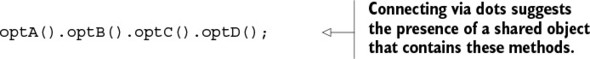 optA().optB().optC().optD();
Connecting via dots suggests
the presence of a shared object
that contains these methods.